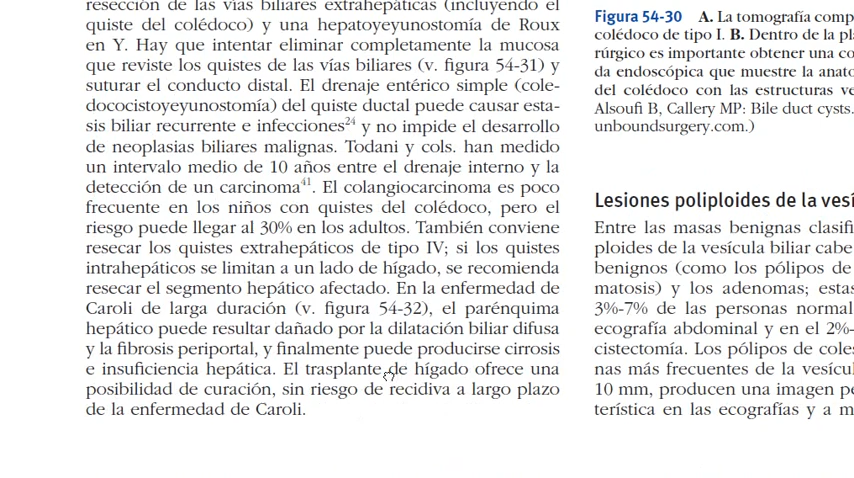 resección de las vías biliares extrahepáticas (incluyendo el
quiste del colédoco) y una hepatoyeyunostomía de Roux
en Y. Hay que intentar eliminar completamente la mucosa
que reviste los quistes de las vías biliares (v. figura 54-31) y
suturar el conducto distal. El drenaje entérico simple (cole-
dococistoyeyunostomía) del quiste ductal puede causar esta-
sis biliar recurrente e infecciones24 y no impide el desarrollo
de neoplasias biliares malignas. Todani y cols. han medido
un intervalo medio de 10 años entre el drenaje interno y la
detección de un carcinoma41. El colangiocarcinoma es poco
frecuente en los niños con quistes del colédoco, pero el
riesgo puede llegar al 30% en los adultos. También conviene
resecar los quistes extrahepáticos de tipo IV; si los quistes
intrahepáticos se limitan a un lado de hígado, se recomienda
resecar el segmento hepático afectado. En la enfermedad de
Caroli de larga duración (v. figura 54-32), el parénquima
hepático puede resultar dañado por la dilatación biliar difusa
y la fibrosis periportal, y finalmente puede producirse cirrosis
e insuficiencia hepática. El trasplante de hígado ofrece una
posibilidad de curación, sin riesgo de recidiva a largo plazo
de la enfermedad de Caroli.
Figura 54-30 A. La tomografía comp
colédoco de tipo I. B. Dentro de la pl
rúrgico es importante obtener una co
da endoscópica que muestre la anato
del colédoco con las estructuras ve
Alsoufi B, Callery MP: Bile duct cysts.
unboundsurgery.com.)
Lesiones poliploides de la vesí
Entre las masas benignas clasifi
ploides de la vesícula biliar cabe
benignos (como los pólipos de
matosis) y los adenomas; estas
3%-7% de las personas normal
ecografía abdominal y en el 2%-
cistectomía. Los pólipos de coles
nas más frecuentes de la vesícul
10 mm, producen una imagen pe
terística en las ecografías y a m